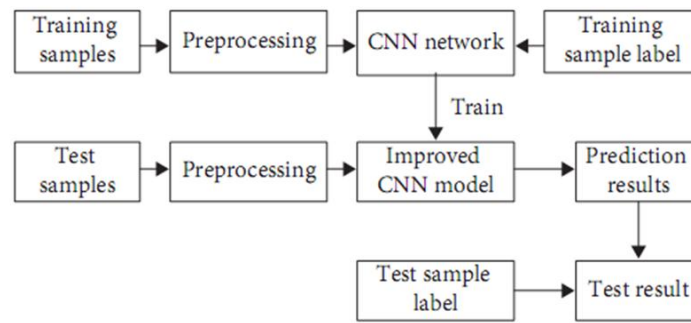 Training
samples
Preprocessing
CNN network
Training
sample label
Train
Test
samples
Preprocessing
Improved
CNN model
Prediction
results
Test sample
label
Test result